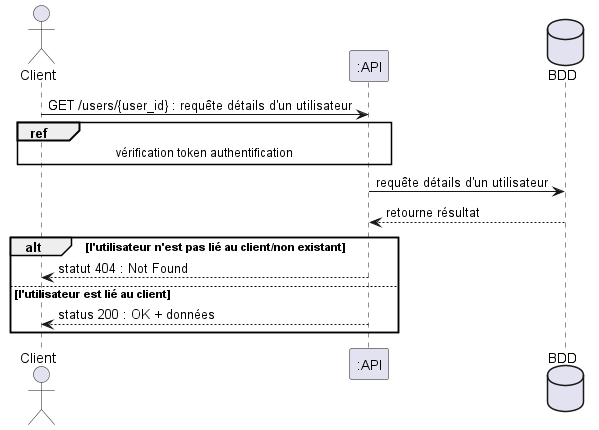 Client
:API
BDD
GET /users/{user_id} : requête détails d'un utilisateur
ref
vérification token authentification
requête détails d'un utilisateur
retourne résultat
alt
[l'utilisateur n'est pas lié au client/non existant]
statut 404 : Not Found
[l'utilisateur est lié au client]
status 200 : OK + données
Client
:API
BDD